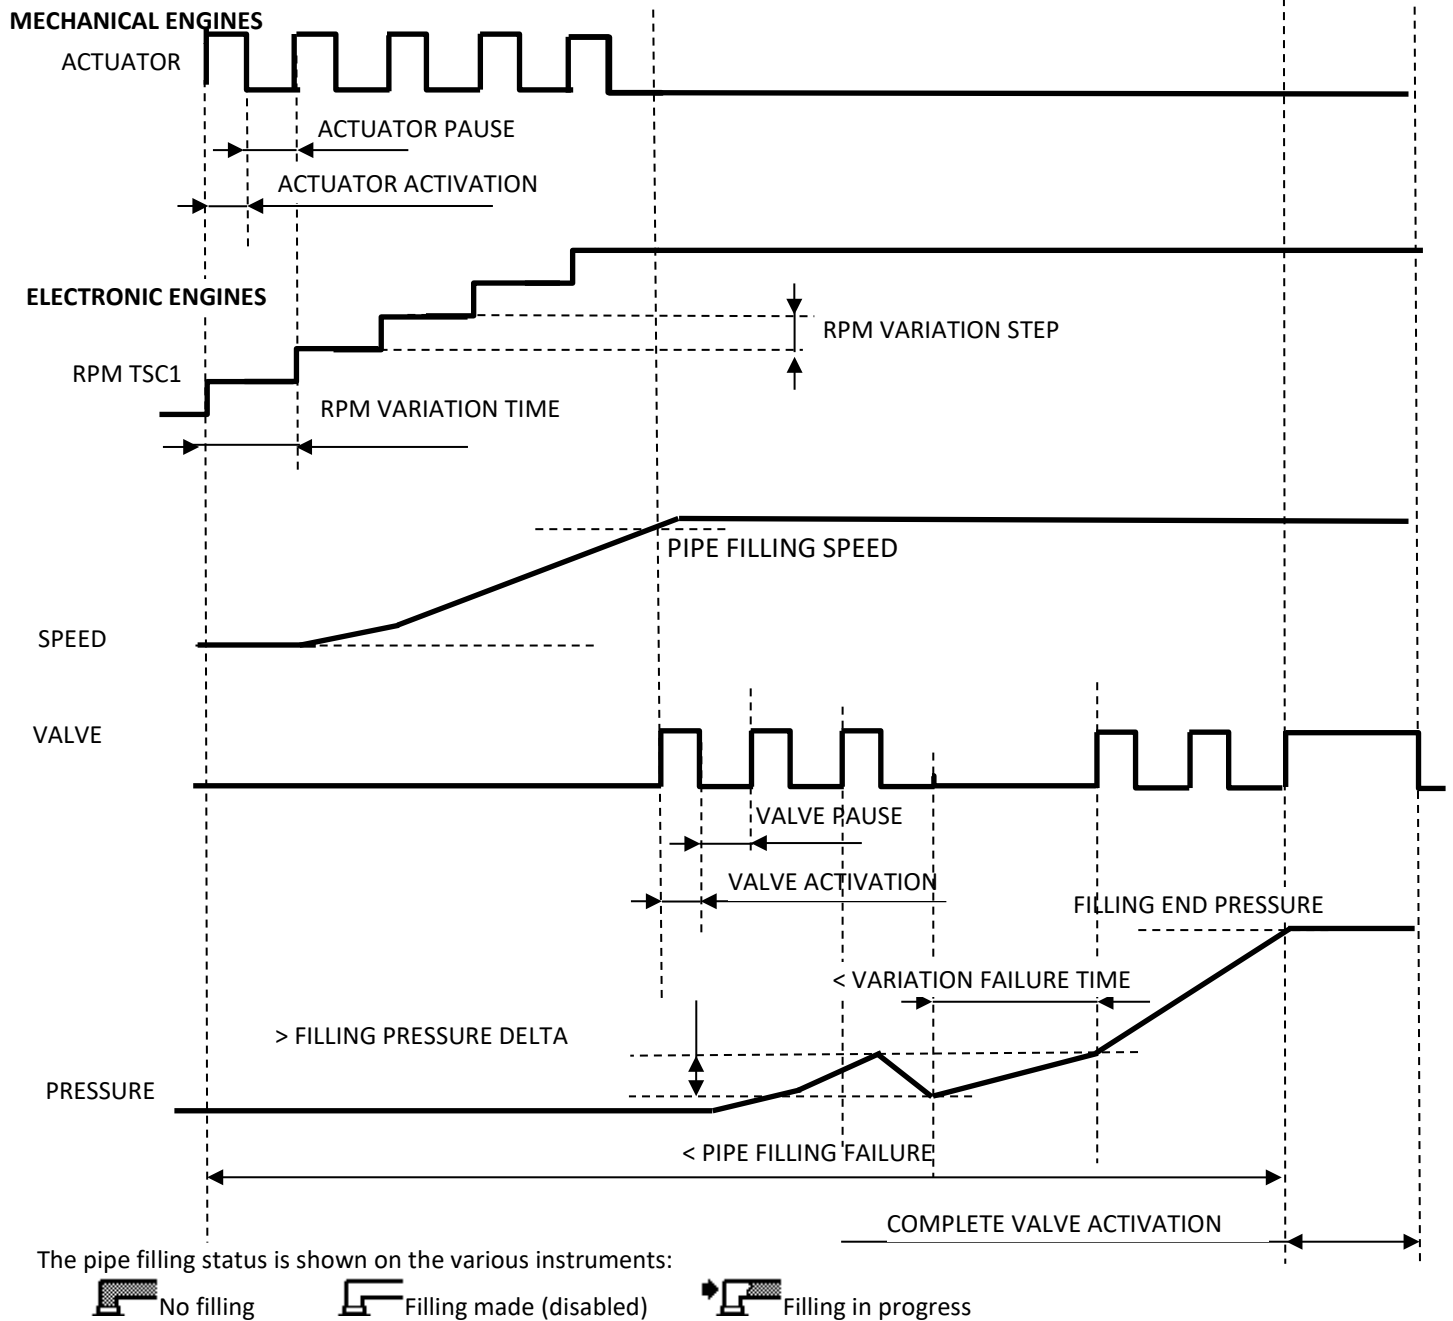 MECHANICAL ENGINES
ACTUATOR
ACTUATOR PAUSE
ACTUATOR ACTIVATION
ELECTRONIC ENGINES
RPM VARIATION STEP
RPM TSC1
RPM VARIATION TIME
PIPE FILLING SPEED
SPEED
VALVE
VALVE PAUSE
VALVE ACTIVATION
FILLING END PRESSURE
< VARIATION FAILURE TIME
> FILLING PRESSURE DELTA
PRESSURE
< PIPE FILLING FAILURE
COMPLETE VALVE ACTIVATION
The pipe filling status is shown on the various instruments:
No filling
Filling made (disabled)
Filling in progress